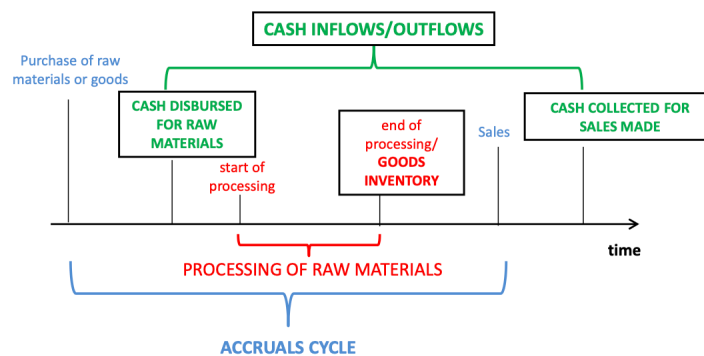 CASH INFLOWS/OUTFLOWS
Purchase of raw
materials or goods
CASH DISBURSED
FOR RAW
MATERIALS
start of
processing
end of
processing/
GOODS
INVENTORY
Sales
CASH COLLECTED FOR
SALES MADE
time
PROCESSING OF RAW MATERIALS
ACCRUALS CYCLE